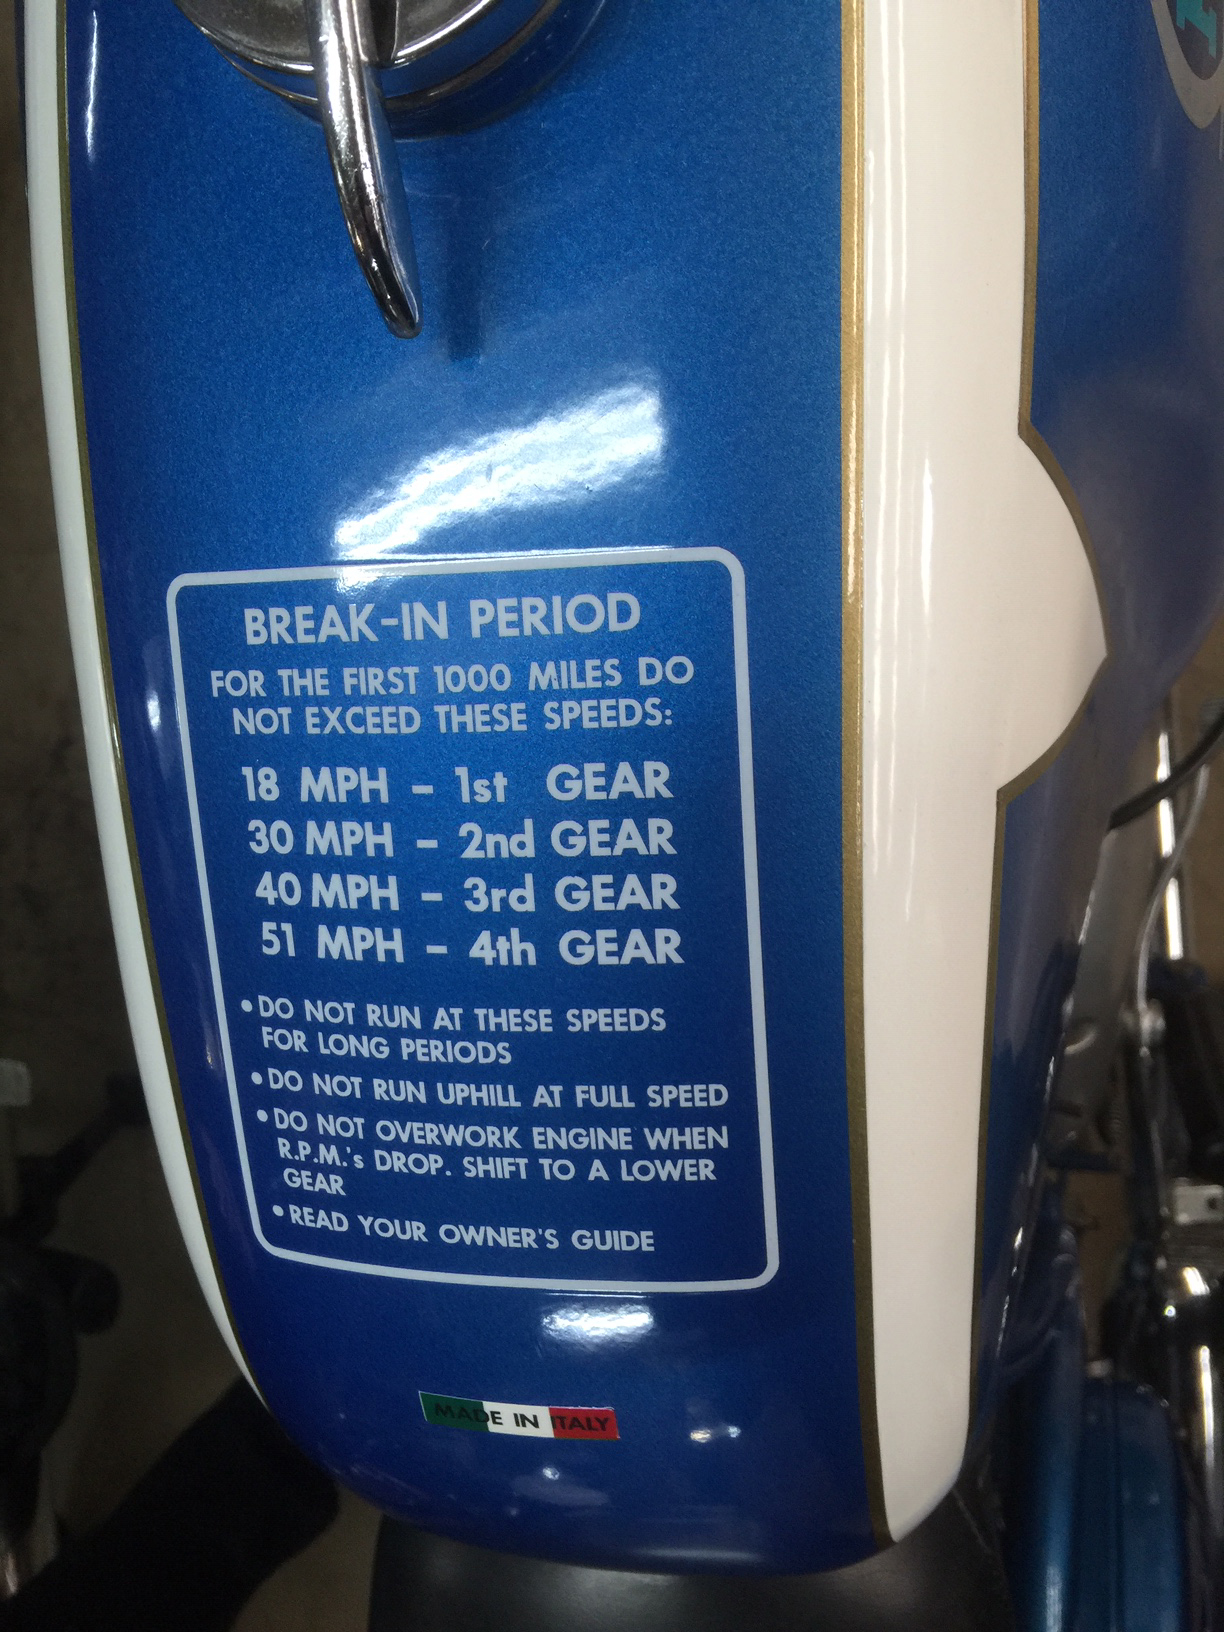 BREAK-IN PERIOD
FOR THE FIRST 1000 MILES DO
NOT EXCEED THESE SPEEDS:
18 MPH - 1st GEAR
30 MPH - 2nd GEAR
40 MPH - 3rd GEAR
51 MPH - 4th GEAR
• DO NOT RUN AT THESE SPEEDS
FOR LONG PERIODS
• DO NOT RUN UPHILL AT FULL SPEED
• DO NOT OVERWORK ENGINE WHEN
R.P.M.'s DROP. SHIFT TO A LOWER
GEAR
• READ YOUR OWNER'S GUIDE
MADE IN ITALY